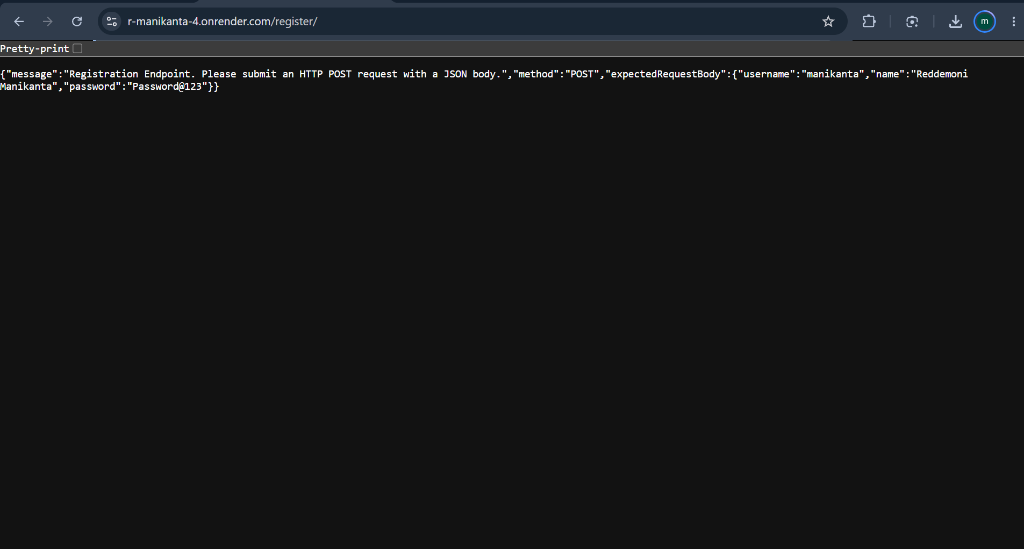 r-manikanta-4.onrender.com/register/
m
Pretty-print
{"message":"Registration Endpoint. Please submit an HTTP POST request with a JSON body.","method":"POST","expectedRequestBody":{"username":"manikanta","name":"Reddemoni
Manikanta","password":"Password@123"}}